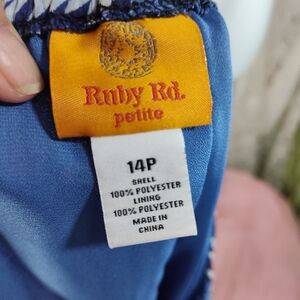 Ruby Rd.
petite
14P
SHELL
100% POLYESTER
LINING
100% POLYESTER
MADE IN
CHINA